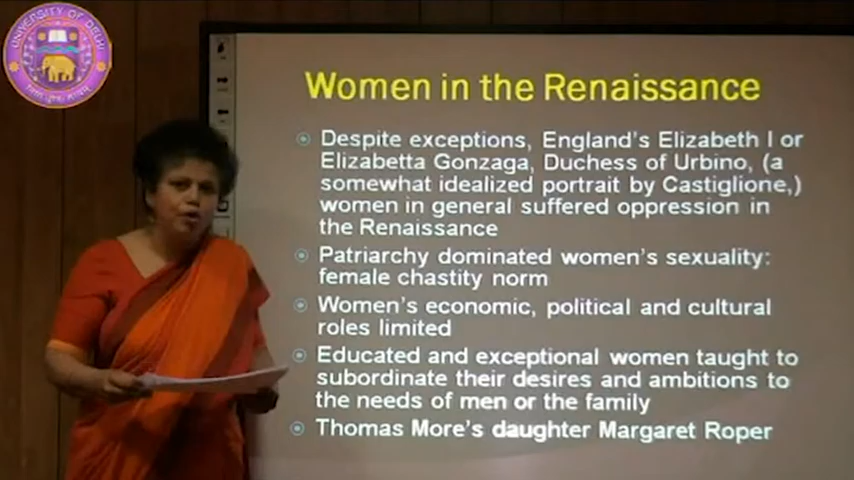 UNIVERSITY OF DELHI
Women in the Renaissance
Despite exceptions, England's Elizabeth I or
Elizabetta Gonzaga, Duchess of Urbino, (a
somewhat idealized portrait by Castiglione,)
women in general suffered oppression in
the Renaissance
Patriarchy dominated women's sexuality:
female chastity norm
Women's economic, political and cultural
roles limited
Educated and exceptional women taught to
subordinate their desires and ambitions to
the needs of men or the family
Thomas More's daughter Margaret Roper